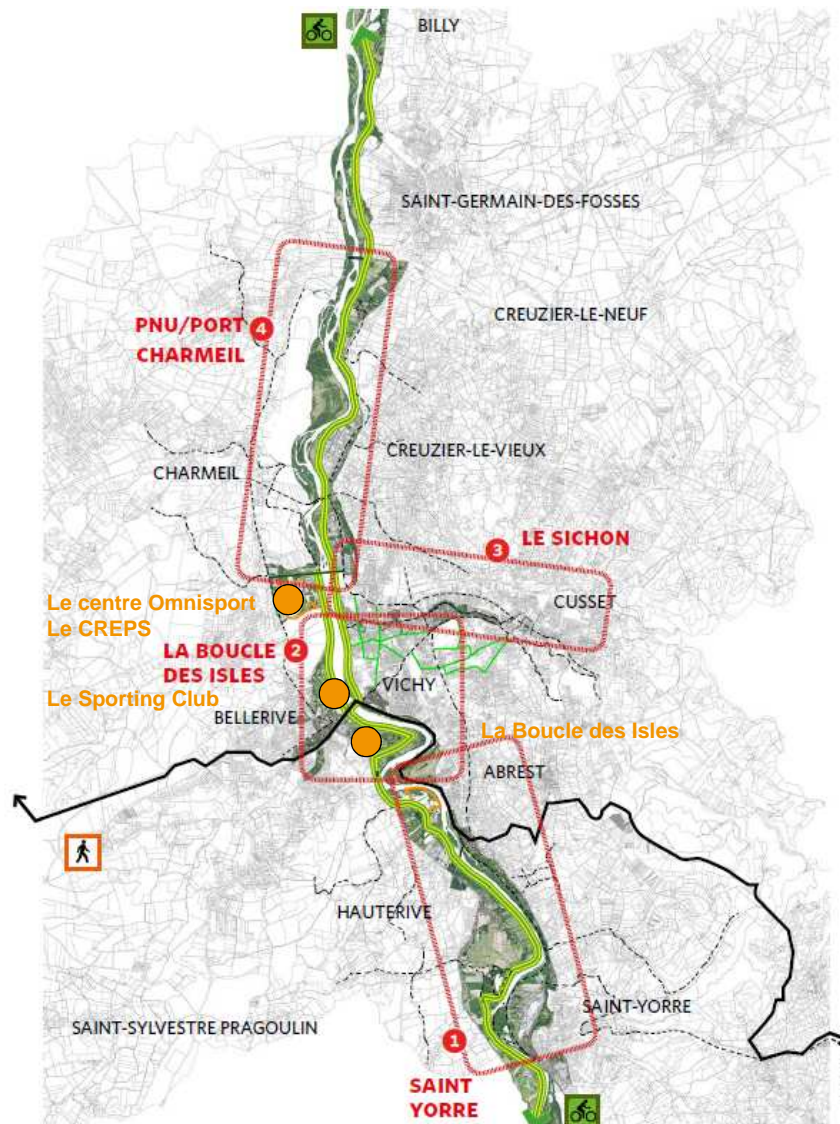 BILLY
SAINT-GERMAIN-DES-FOSSES
CREUZIER-LE-NEUF
PNU/PORT 4
CHARMEIL
CREUZIER-LE-VIEUX
CHARMEIL
3 LE SICHON
Le centre Omnisport
Le CREPS
CUSSET
LA BOUCLE 2
DES ISLES
VICHY
Le Sporting Club
BELLERIVE
La Boucle des Isles
ABREST
HAUTERIVE
SAINT-YORRE
SAINT-SYLVESTRE PRAGOULIN
1
SAINT
YORRE